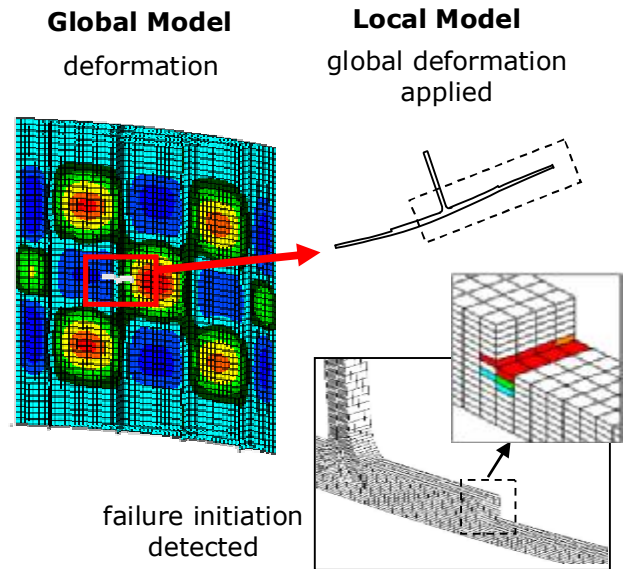 Global Model
deformation
Local Model
global deformation
applied
failure initiation
detected